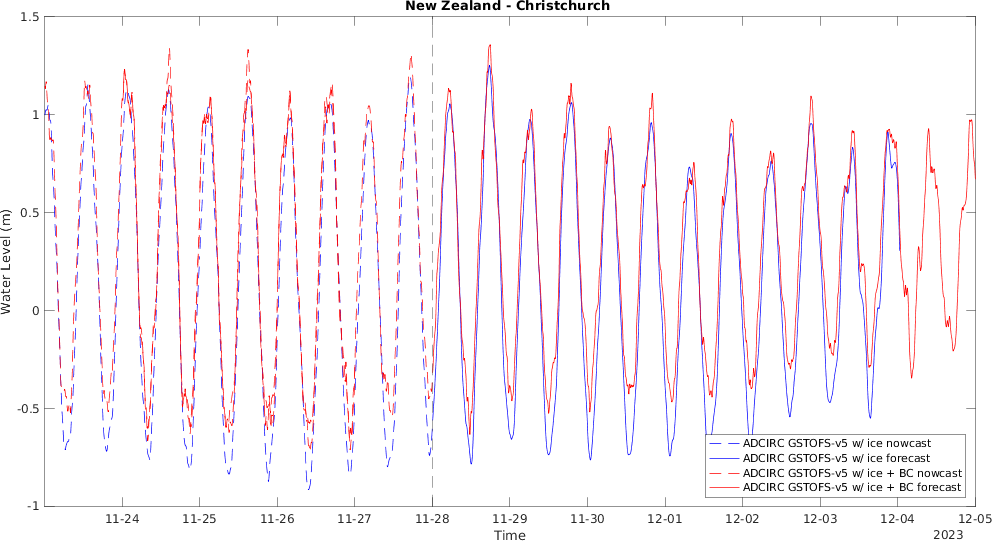 New Zealand - Christchurch
1.5
1
0.5
0
-0.5
-1
Water Level (m)
11-24 11-25 11-26 11-27 11-28 11-29 11-30 12-01 12-02 12-03 12-04 12-05
Time
2023
ADCIRC GSTOFS-v5 w/ ice nowcast
ADCIRC GSTOFS-v5 w/ ice forecast
ADCIRC GSTOFS-v5 w/ ice + BC nowcast
ADCIRC GSTOFS-v5 w/ ice + BC forecast